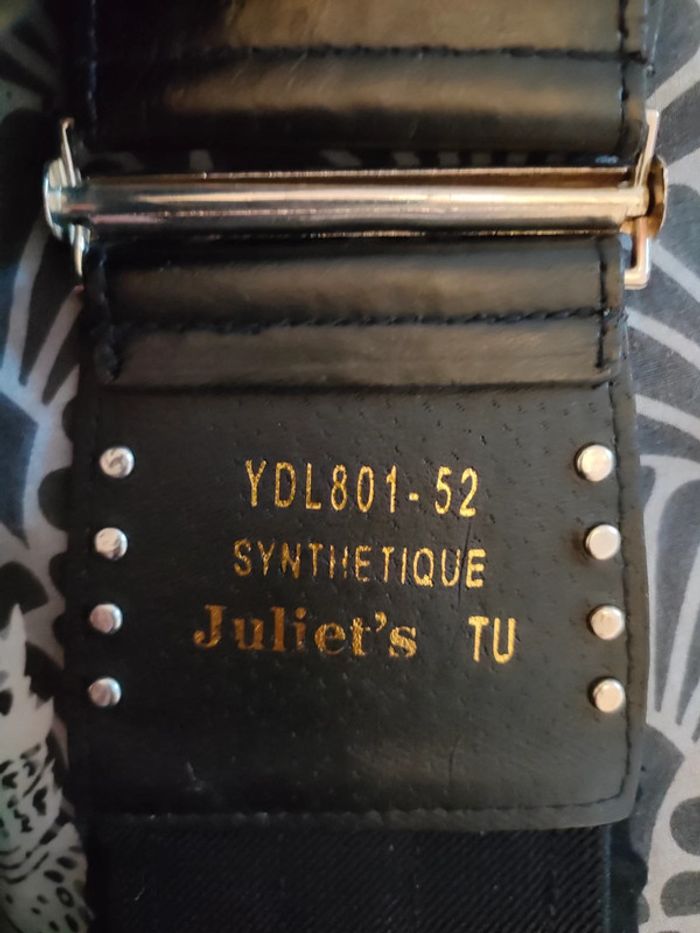 YDL801-52
SYNTHETIQUE
Juliet's TU